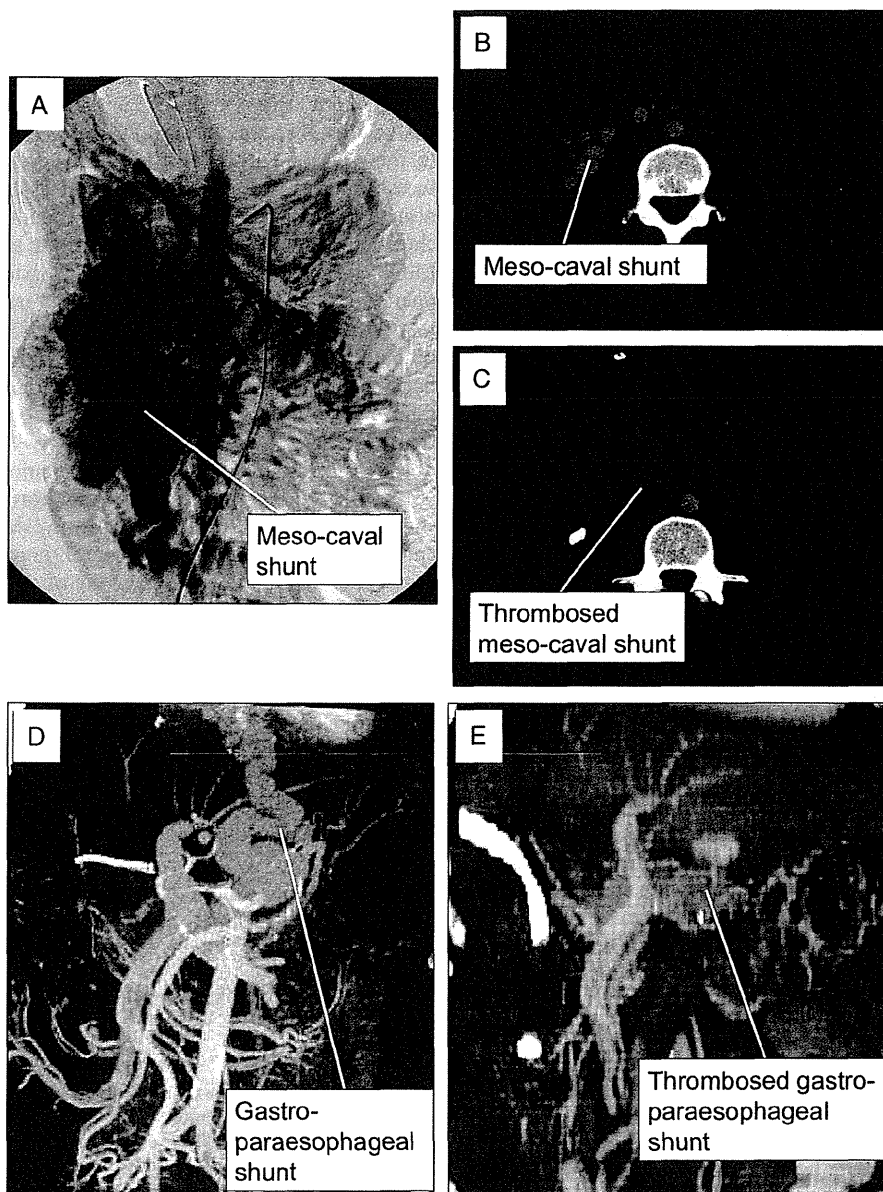 A
Meso-caval
shunt
B
Meso-caval shunt
C
Thrombosed
meso-caval shunt
D
Gastro-
paraesophageal
shunt
E
Thrombosed gastro-
paraesophageal
shunt